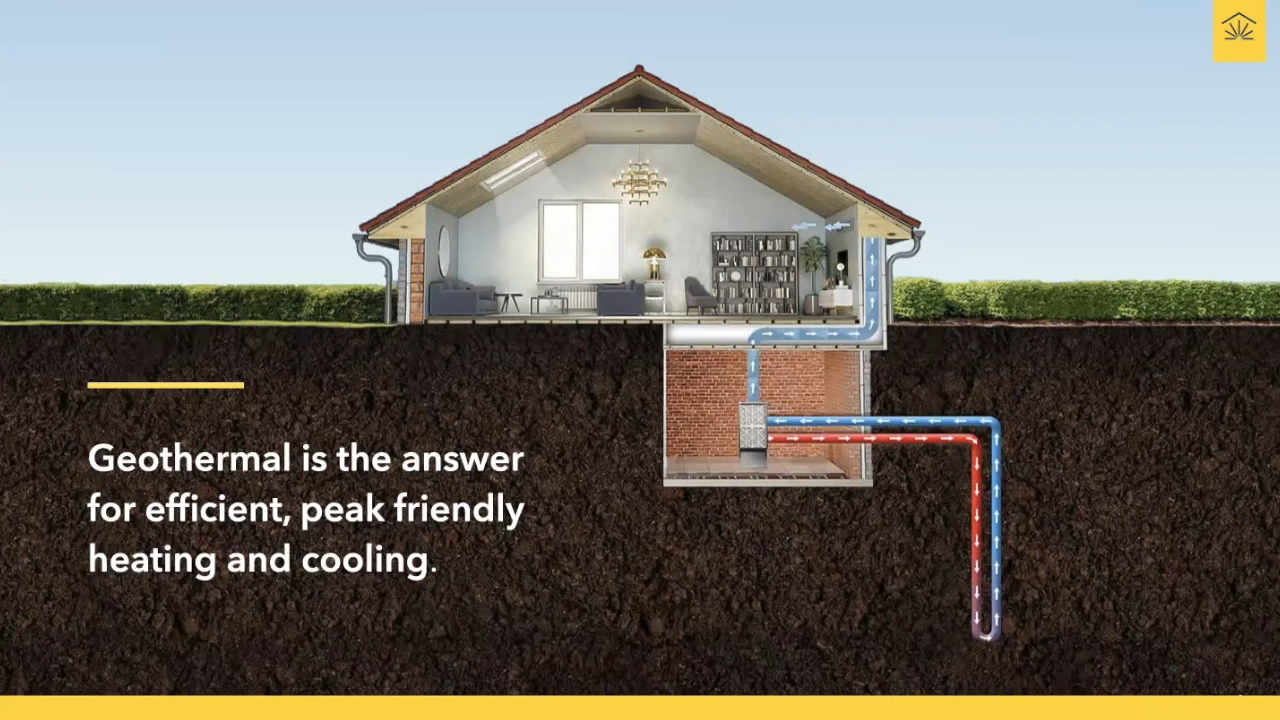 Geothermal is the answer
for efficient, peak friendly
heating and cooling.